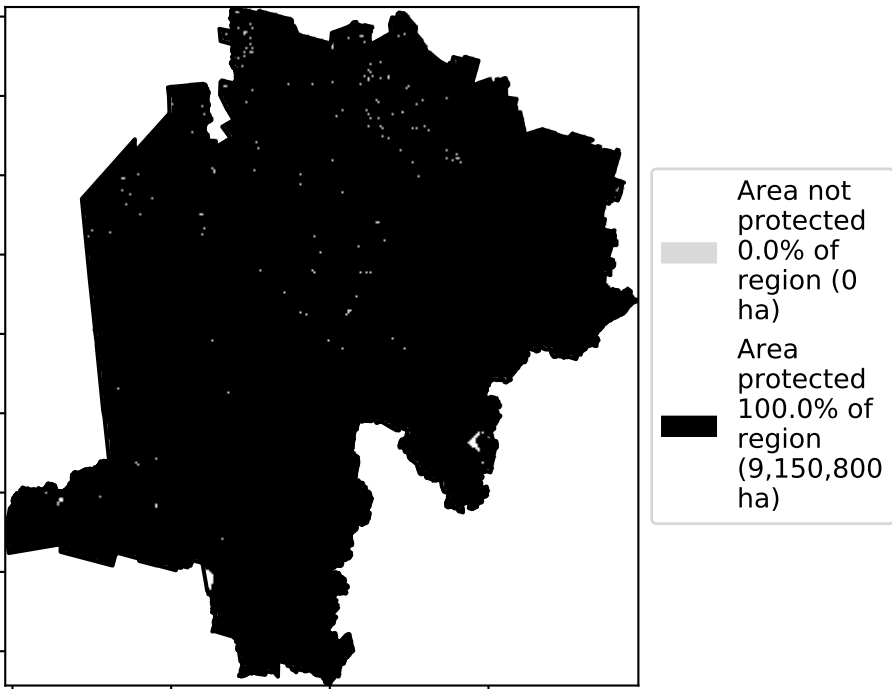 Area not
protected
0.0% of
region (0
ha)
Area
protected
100.0% of
region
(9,150,800
ha)